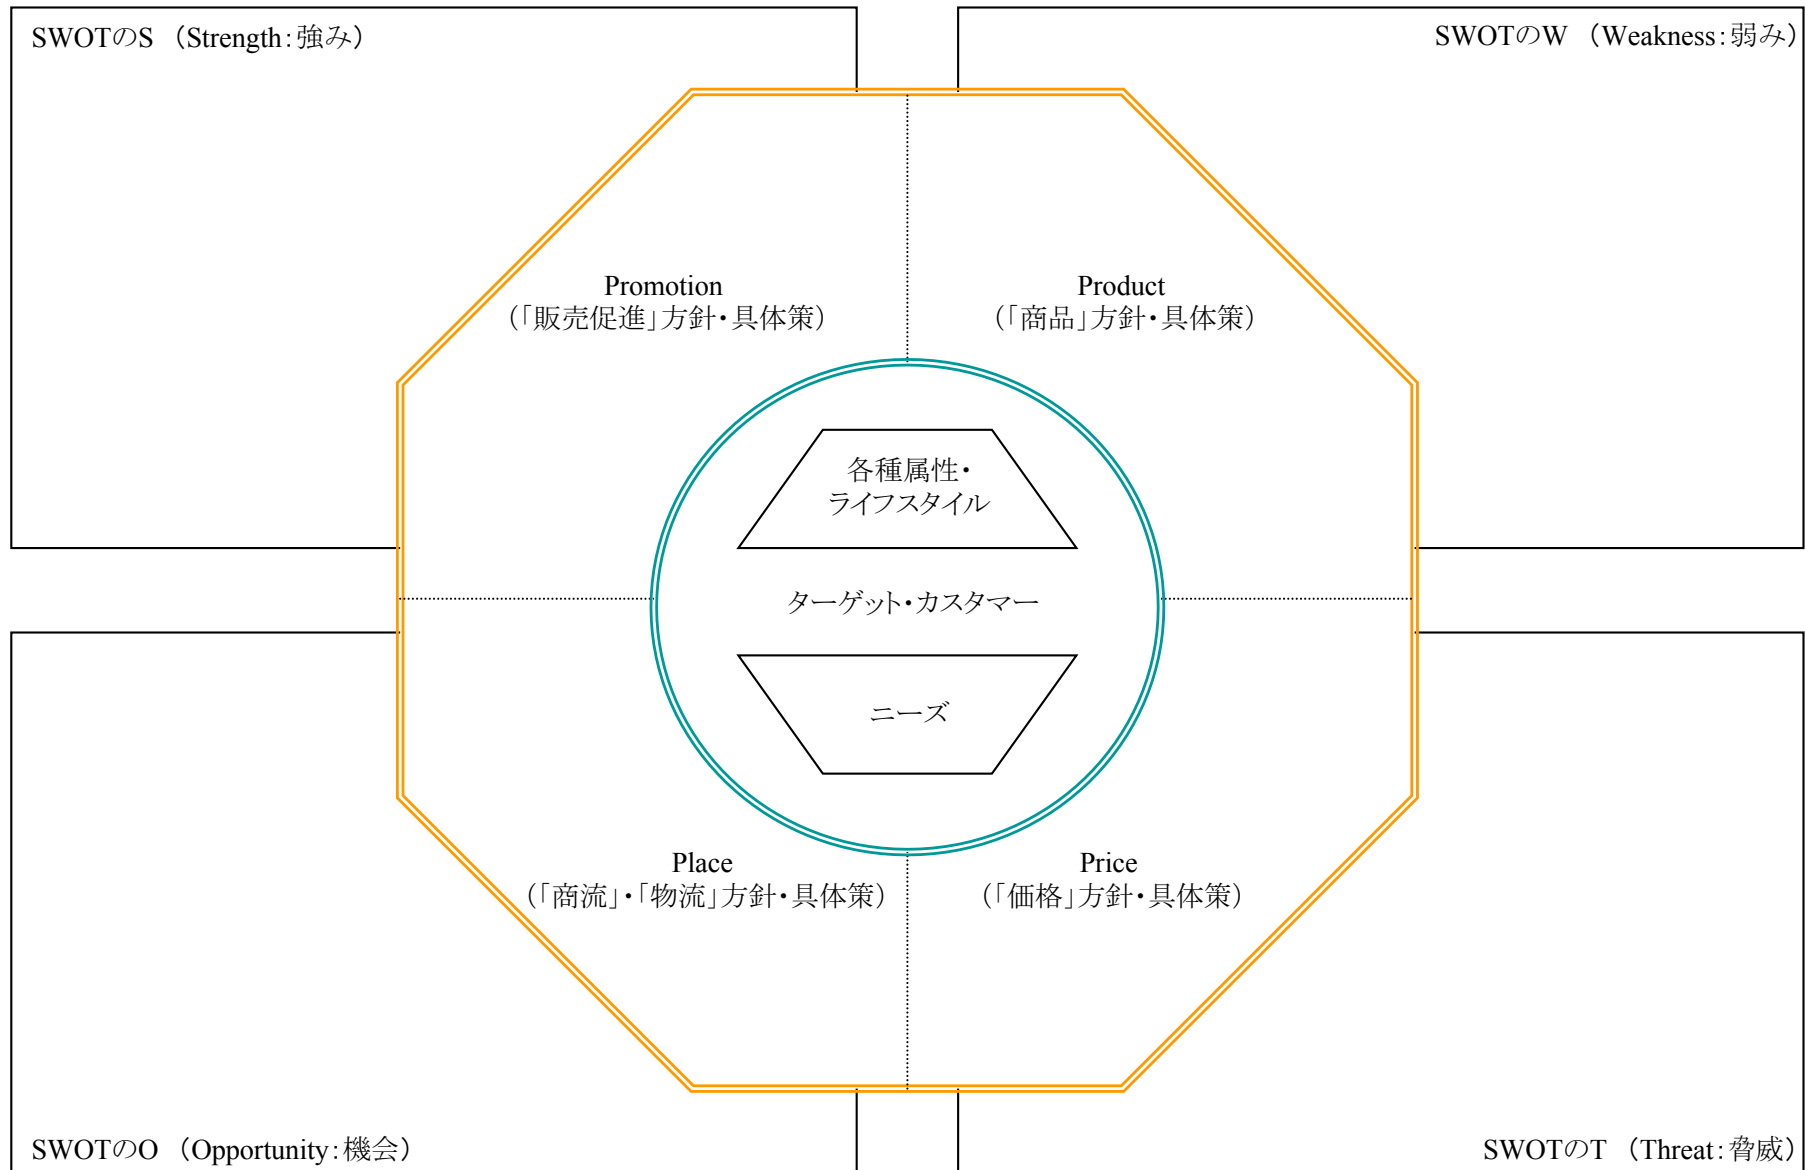 SWOTのS （Strength：強み）
SWOTのW （Weakness：弱み）
Promotion
（「販売促進」方針・具体策）
Product
（「商品」方針・具体策）
各種属性・
ライフスタイル
ターゲット・カスタマー
ニーズ
Place
（「商流」・「物流」方針・具体策）
Price
（「価格」方針・具体策）
SWOTのO （Opportunity：機会）
SWOTのT （Threat：脅威）